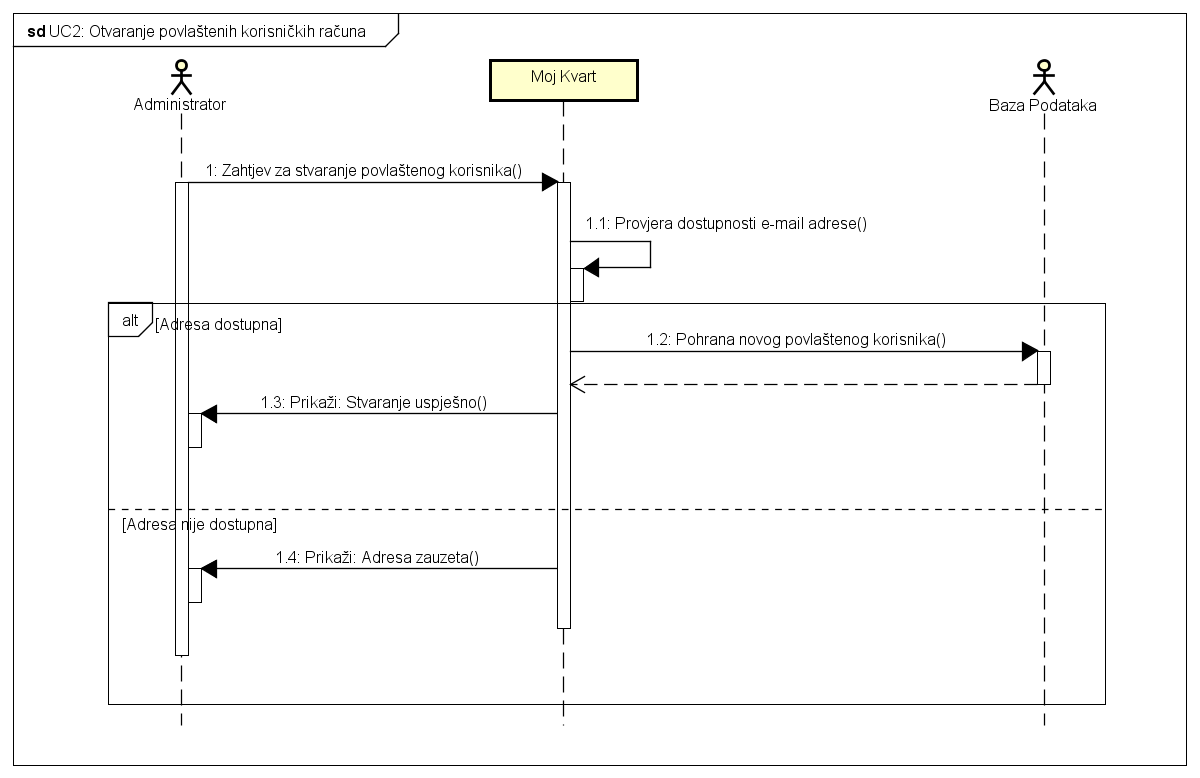 sd UC2: Otvaranje povlaštenih korisničkih računa
Administrator
Moj Kvart
Baza Podataka
1: Zahtjev za stvaranje povlaštenog korisnika()
1.1: Provjera dostupnosti e-mail adrese()
alt
[Adresa dostupna]
1.2: Pohrana novog povlaštenog korisnika()
1.3: Prikaži: Stvaranje uspješno()
[Adresa nije dostupna]
1.4: Prikaži: Adresa zauzeta()